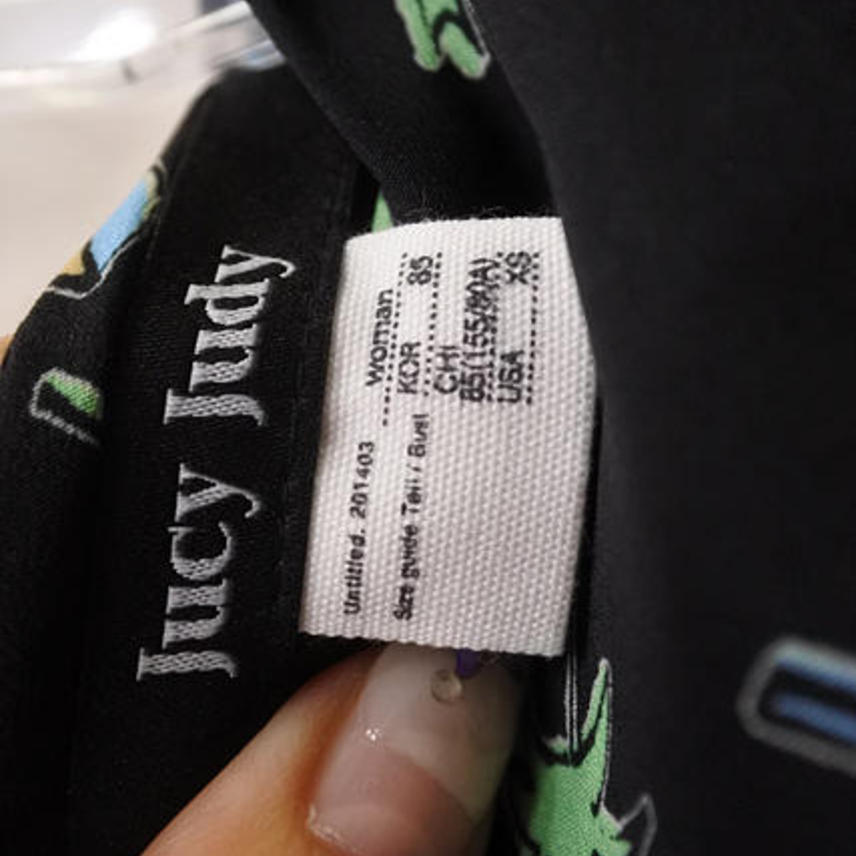 Jucy Judy
woman
KOR 85
CHI
85(155/80A)
USA XS
Untitled. 201403
Size guide Tall / Bust